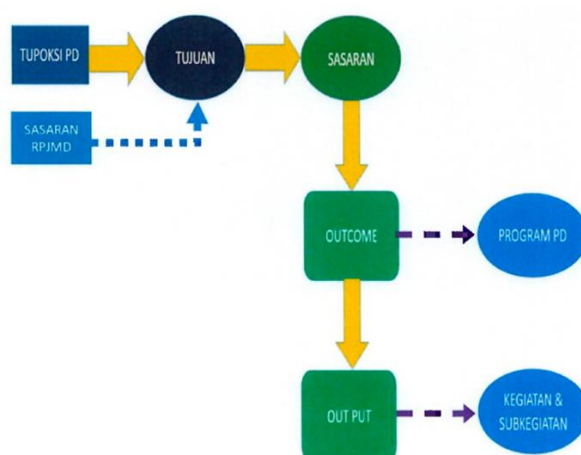 TUPOKSI PD
TUJUAN
SASARAN
SASARAN
RPJMD
OUTCOME
PROGRAM PD
OUT PUT
KEGIATAN &
SUBKEGIATAN